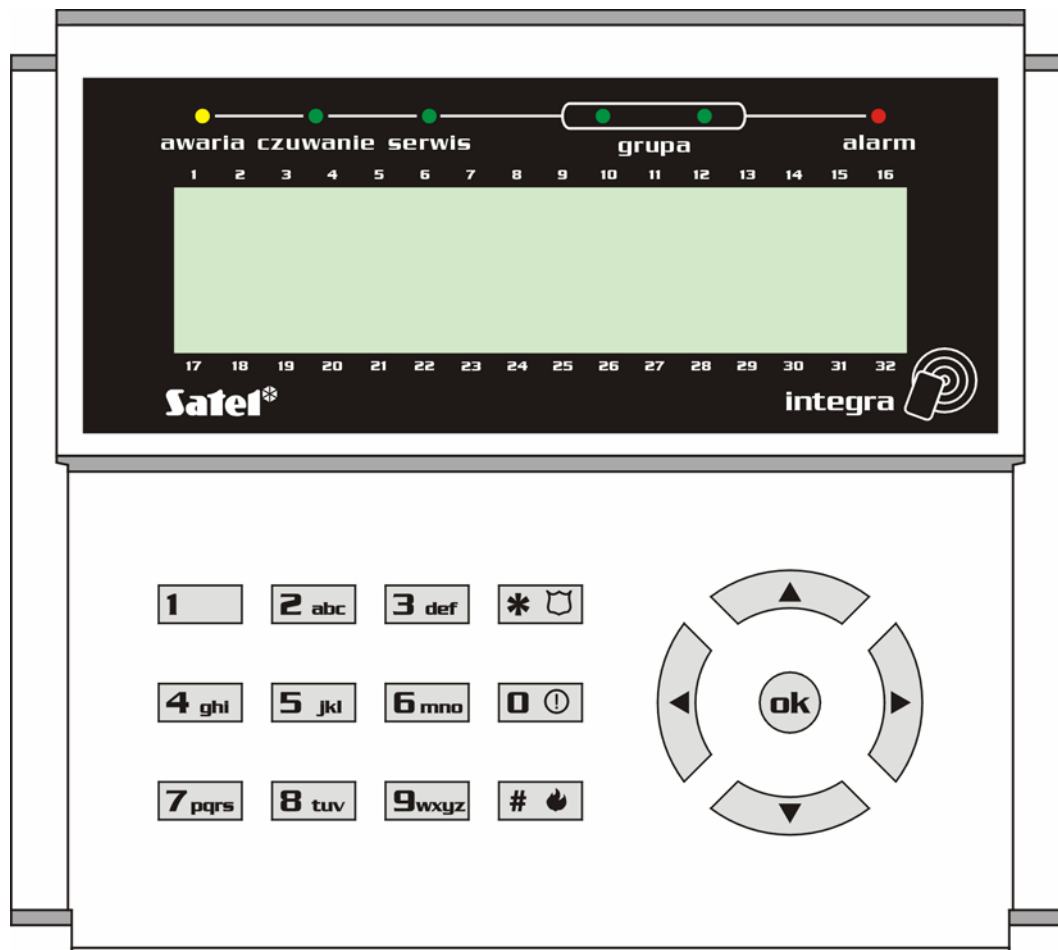 awaria czuwanie serwis grupa alarm
1 2 3 4 5 6 7 8 9 10 11 12 13 14 15 16
17 18 19 20 21 22 23 24 25 26 27 28 29 30 31 32
Satel* integra
1 2 abc 3 def *
4 ghi 5 jkl 6 mno 0 ! ok
7 pqrs 8 tuv 9 wxyz #